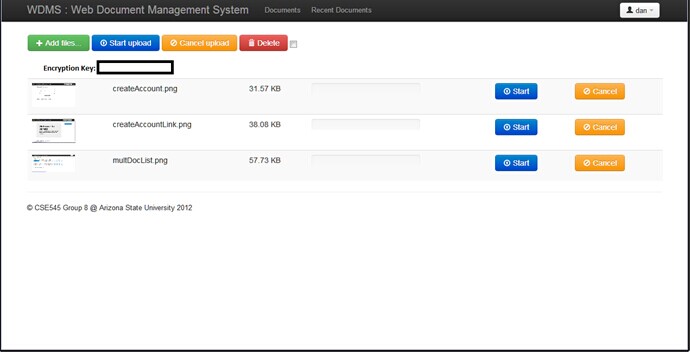 WDMS : Web Document Management System Documents Recent Documents dan
Add files... Start upload Cancel upload Delete
Encryption Key:
createAccount.png 31.57 KB Start Cancel
createAccountLink.png 38.08 KB Start Cancel
multDocList.png 57.73 KB Start Cancel
© CSE545 Group 8 @ Arizona State University 2012